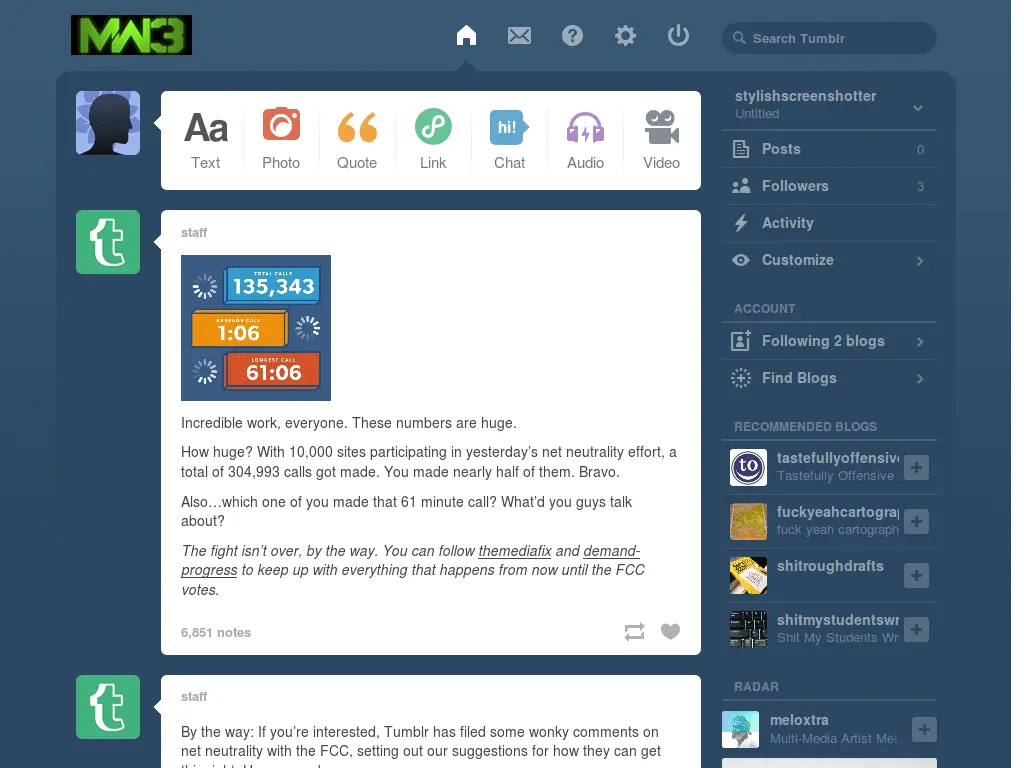 MW3
Search Tumblr
Aa
hi!
Text
Photo
Quote
Link
Chat
Audio
Video
stylishscreenshotter
Untitled
Posts 0
Followers 3
Activity
Customize
ACCOUNT
Following 2 blogs
Find Blogs
RECOMMENDED BLOGS
to
tastefullyoffensiv
Tastefully Offensive
fuckyeahcartogra
fuck yeah cartograph
shitroughdrafts
shitmystudentswr
Shit My Students Wr
RADAR
meloxtra
Multi-Media Artist Mel
staff
TOTAL CALLS
135,343
AVERAGE CALL
1:06
LONGEST CALL
61:06
Incredible work, everyone. These numbers are huge.
How huge? With 10,000 sites participating in yesterday's net neutrality effort, a
total of 304,993 calls got made. You made nearly half of them. Bravo.
Also…which one of you made that 61 minute call? What'd you guys talk
about?
The fight isn't over, by the way. You can follow themediafix and demand-
progress to keep up with everything that happens from now until the FCC
votes.
6,851 notes
staff
By the way: If you're interested, Tumblr has filed some wonky comments on
net neutrality with the FCC, setting out our suggestions for how they can get